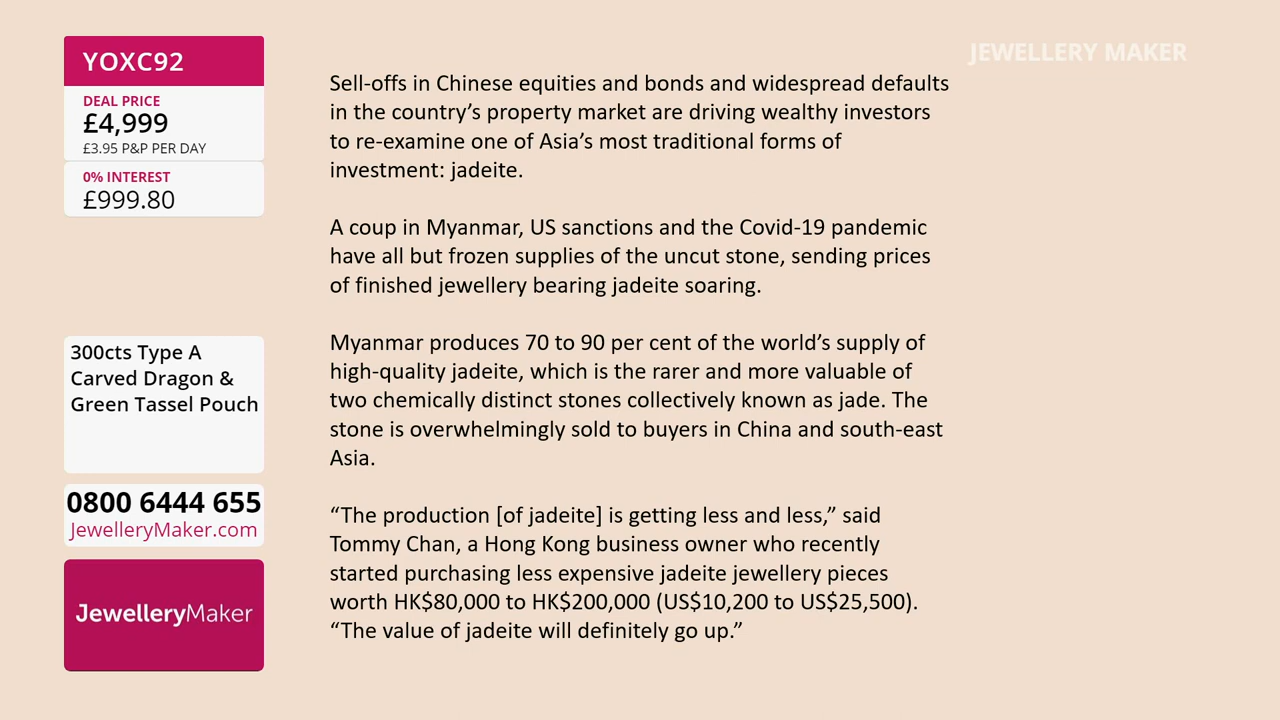 YOXC92
DEAL PRICE
£4,999
£3.95 P&P PER DAY
0% INTEREST
£999.80
300cts Type A
Carved Dragon &
Green Tassel Pouch
0800 6444 655
JewelleryMaker.com
JewelleryMaker
JEWELLERY MAKER
Sell-offs in Chinese equities and bonds and widespread defaults
in the country’s property market are driving wealthy investors
to re-examine one of Asia’s most traditional forms of
investment: jadeite.
A coup in Myanmar, US sanctions and the Covid-19 pandemic
have all but frozen supplies of the uncut stone, sending prices
of finished jewellery bearing jadeite soaring.
Myanmar produces 70 to 90 per cent of the world’s supply of
high-quality jadeite, which is the rarer and more valuable of
two chemically distinct stones collectively known as jade. The
stone is overwhelmingly sold to buyers in China and south-east
Asia.
“The production [of jadeite] is getting less and less,” said
Tommy Chan, a Hong Kong business owner who recently
started purchasing less expensive jadeite jewellery pieces
worth HK$80,000 to HK$200,000 (US$10,200 to US$25,500).
“The value of jadeite will definitely go up.”